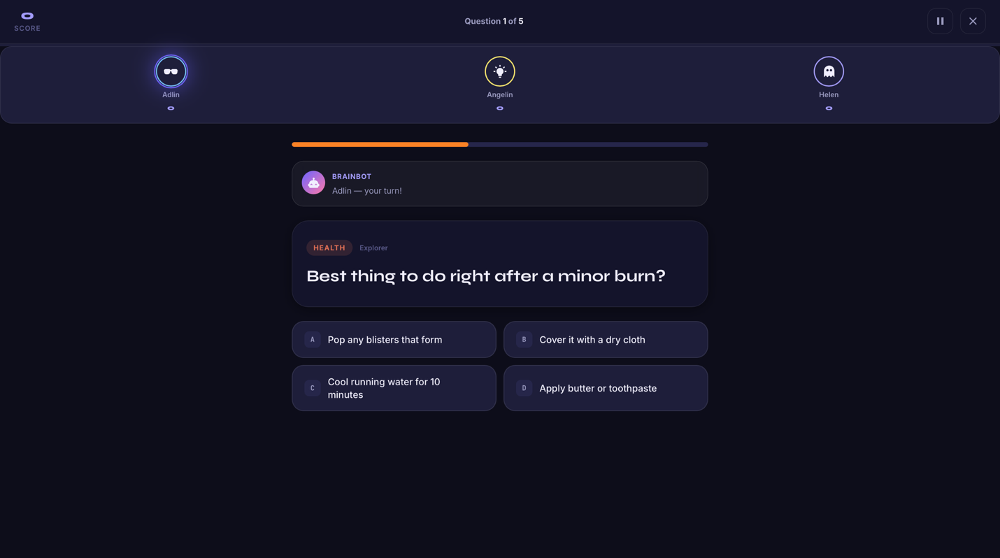 0
SCORE
Question 1 of 5
Adlin
0
Angelin
0
Helen
0
BRAINBOT
Adlin — your turn!
HEALTH
Explorer
Best thing to do right after a minor burn?
A
Pop any blisters that form
B
Cover it with a dry cloth
C
Cool running water for 10
minutes
D
Apply butter or toothpaste